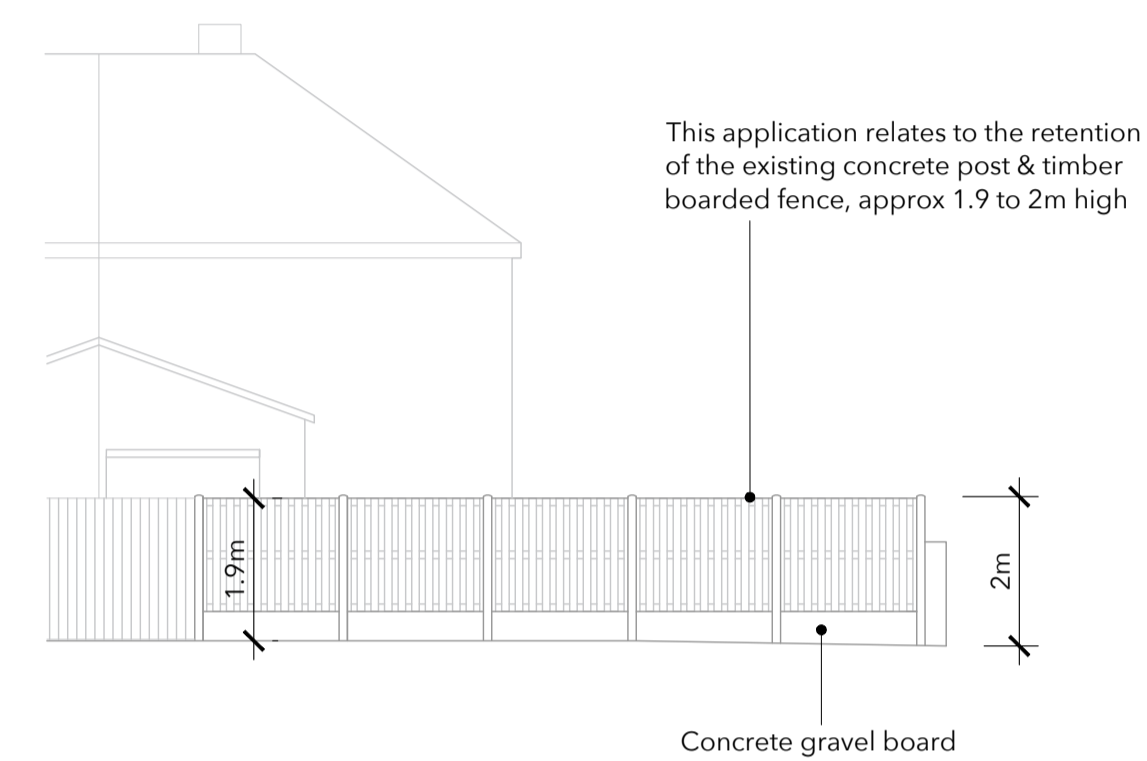 This application relates to the retention
of the existing concrete post & timber
boarded fence, approx 1.9 to 2m high
1.9m
2m
Concrete gravel board